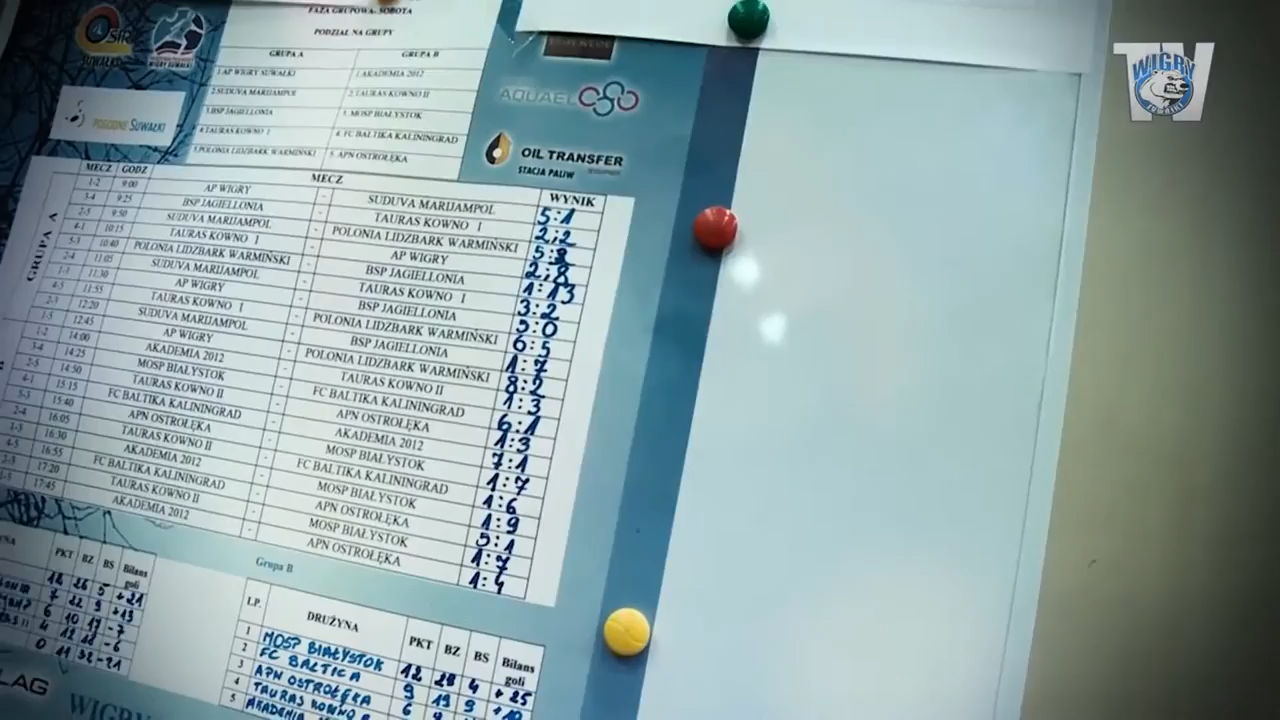 FAZA GRUPOWA- SOBOTA
PODZIAŁ NA GRUPY
GRUPA A GRUPA B
1.AP WIGRY SUWAŁKI 1. AKADEMIA 2012
2.SUDUVA MARIJAMPOL 2. TAURAS KOWNO II
3.BSP JAGIELLONIA 3. MOSP BIAŁYSTOK
4.TAURAS KOWNO I 4. FC BALTIKA KALININGRAD
5.POLONIA LIDZBARK WARMIŃSKI 5. APN OSTROŁĘKA
OSiR
SUWAŁKI
WIGRY SUWAŁKI
POGODNE SUWAŁKI
AQUAEL
OIL TRANSFER
STACJA PALIW
WIGRY
TV
GRUPA A
MECZ GODZ MECZ WYNIK
1-2 9:00 AP WIGRY - SUDUVA MARIJAMPOL 5:1
3-4 9:25 BSP JAGIELLONIA - TAURAS KOWNO I 2:2
2-5 9:50 SUDUVA MARIJAMPOL - POLONIA LIDZBARK WARMIŃSKI
4-1 10:15 TAURAS KOWNO I - AP WIGRY 2:8
5-3 10:40 POLONIA LIDZBARK WARMIŃSKI - BSP JAGIELLONIA 1:13
2-4 11:05 SUDUVA MARIJAMPOL - TAURAS KOWNO I 3:2
1-3 11:30 AP WIGRY - BSP JAGIELLONIA 5:0
4-5 11:55 TAURAS KOWNO I - POLONIA LIDZBARK WARMIŃSKI 6:5
2-3 12:20 SUDUVA MARIJAMPOL - BSP JAGIELLONIA 1:7
1-5 12:45 AP WIGRY - POLONIA LIDZBARK WARMIŃSKI 8:2
1-2 14:00 AKADEMIA 2012 - TAURAS KOWNO II 1:3
3-4 14:25 MOSP BIAŁYSTOK - FC BALTIKA KALININGRAD 6:1
2-5 14:50 TAURAS KOWNO II - APN OSTROŁĘKA 1:3
4-1 15:15 FC BALTIKA KALININGRAD - AKADEMIA 2012 7:1
5-3 15:40 APN OSTROŁĘKA - MOSP BIAŁYSTOK 1:7
2-4 16:05 TAURAS KOWNO II - FC BALTIKA KALININGRAD 1:6
1-3 16:30 AKADEMIA 2012 - MOSP BIAŁYSTOK 1:9
4-5 16:55 FC BALTIKA KALININGRAD - APN OSTROŁĘKA 5:1
2-3 17:20 TAURAS KOWNO II - MOSP BIAŁYSTOK 1:7
1-5 17:45 AKADEMIA 2012 - APN OSTROŁĘKA 1:4
PKT BZ BS Bilans goli
12 26 5 +21
7 22 9 +13
6 10 17 -7
4 12 18 -6
0 11 32 -21
Grupa B
LP. DRUŻYNA PKT BZ BS Bilans goli
1 MOSP BIAŁYSTOK 12 29 4 +25
2 FC BALTICA 9 19 9 +10
3 APN OSTROŁĘKA 6
4 TAURAS KOWNO
5 AKADEMIA
LAG
WIGRY